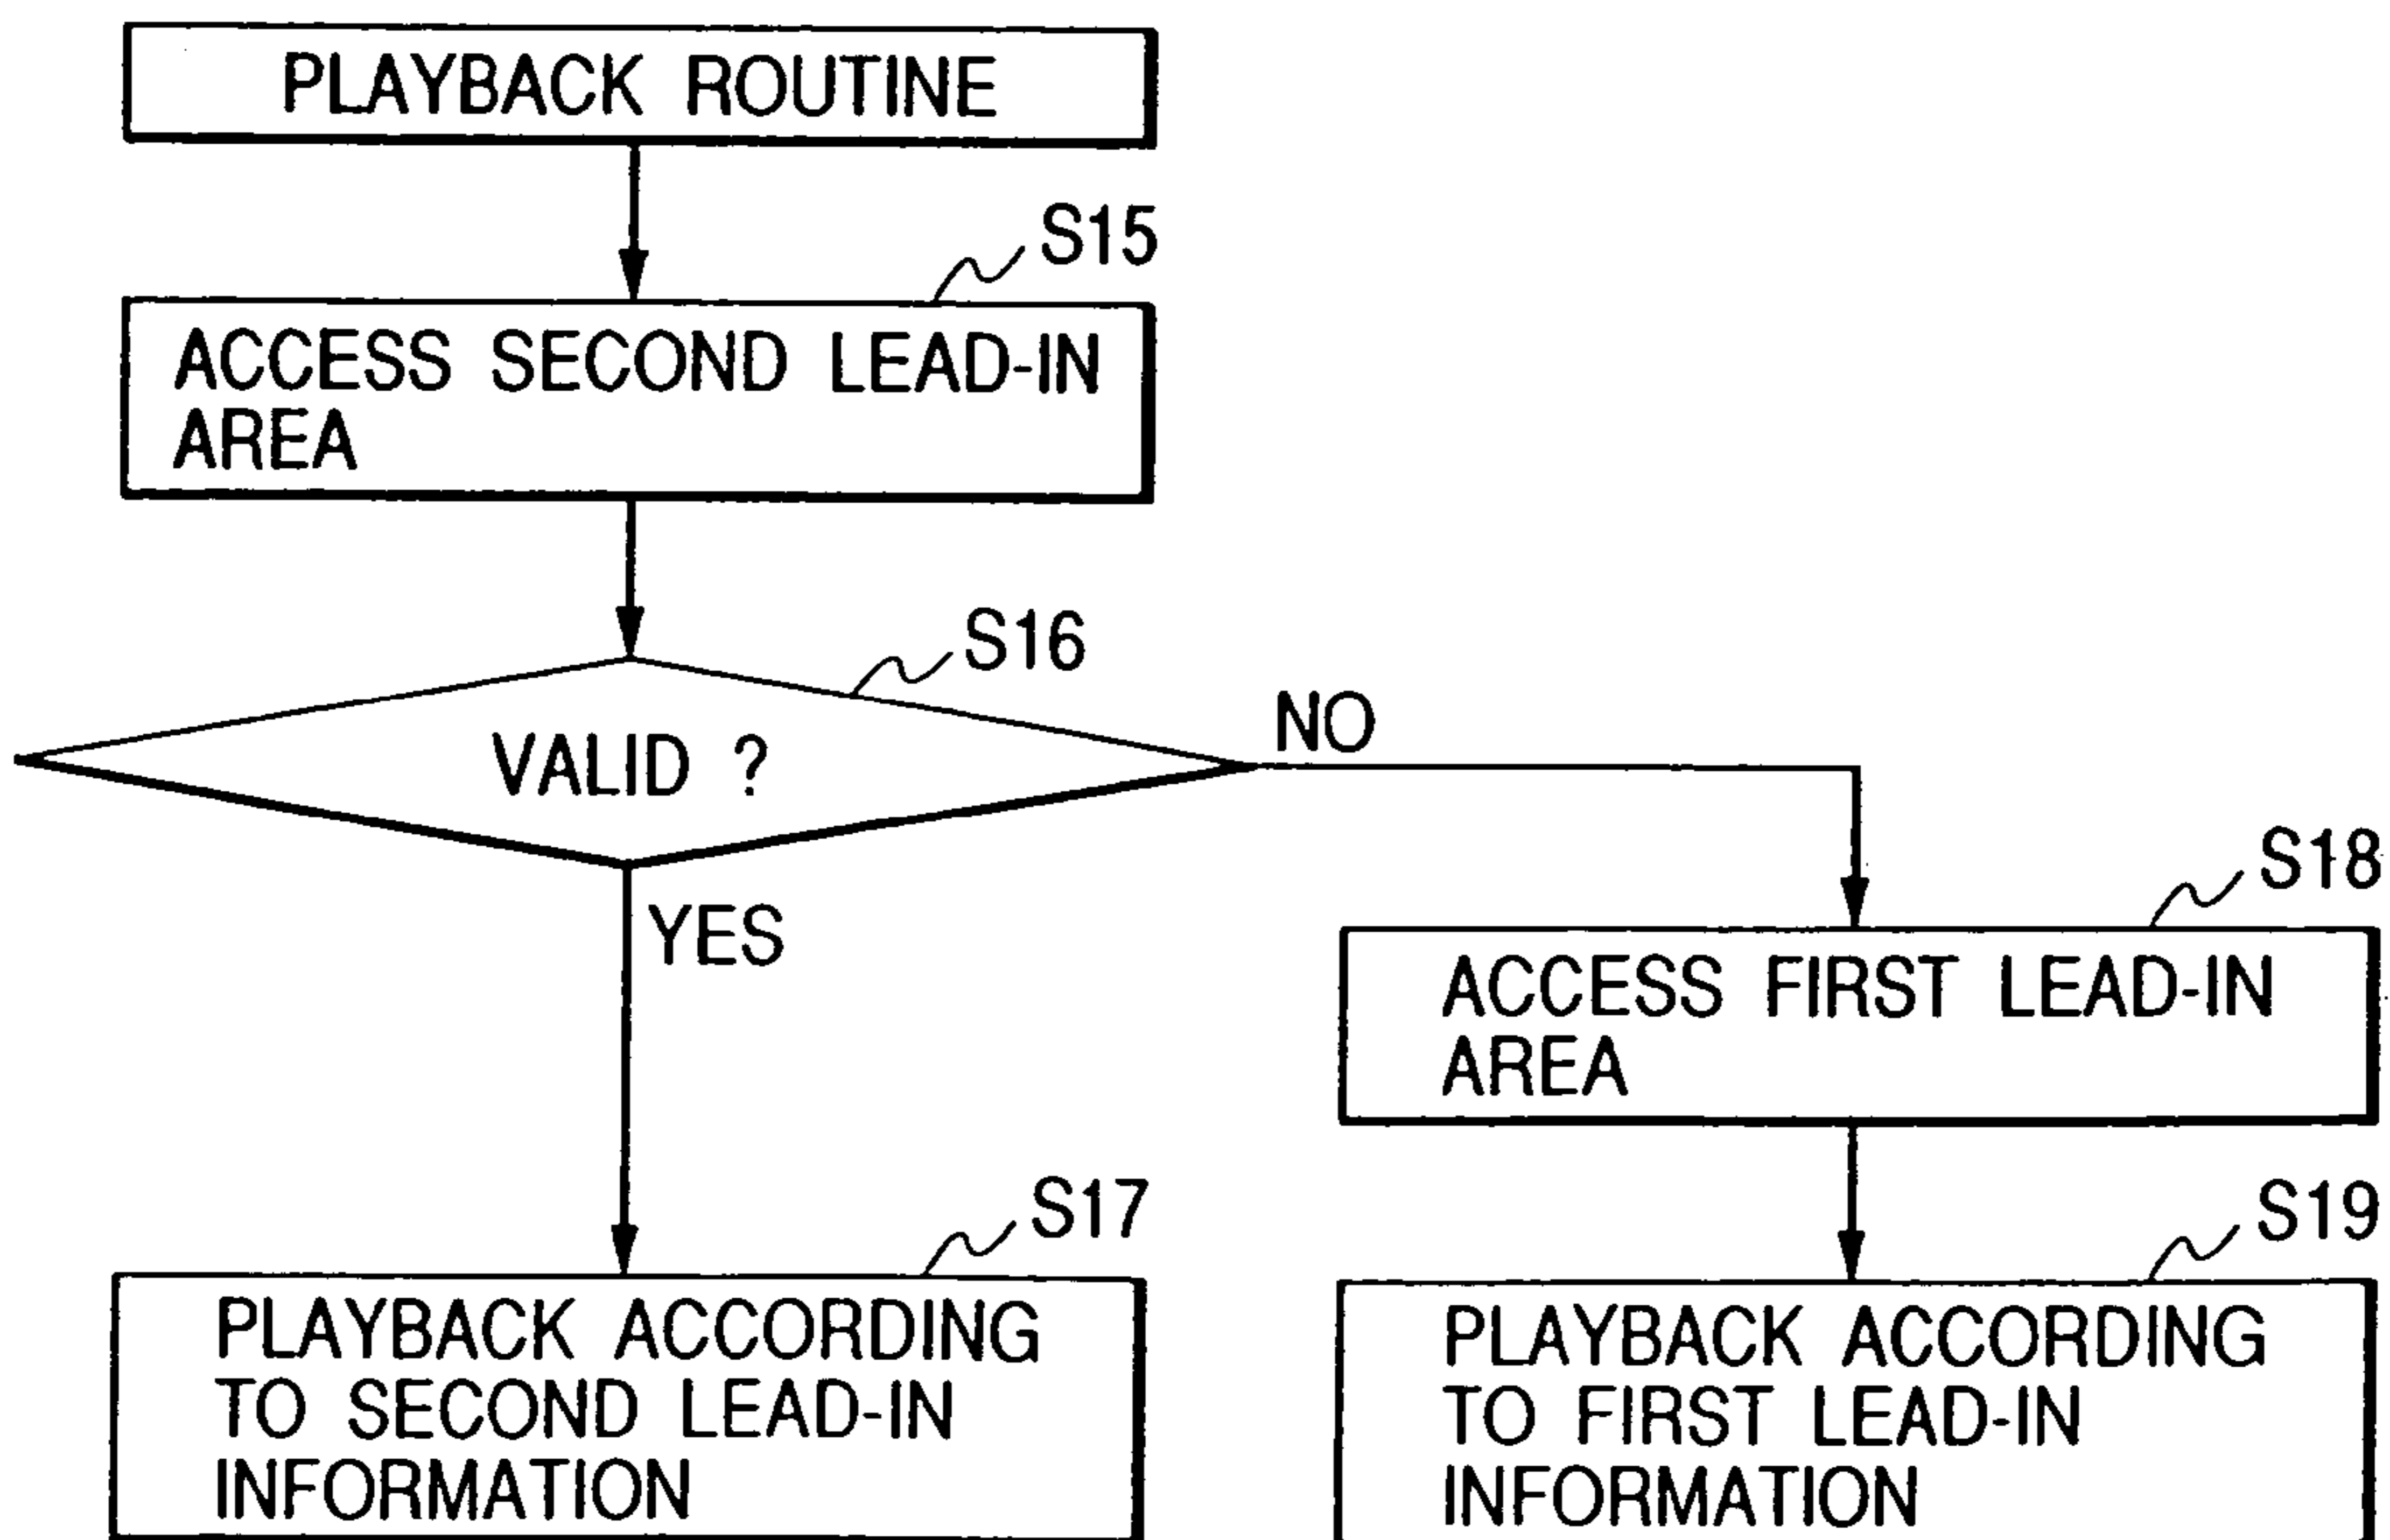 PLAYBACK ROUTINE
S15
ACCESS SECOND LEAD-IN
AREA
S16
VALID ?
NO
YES
S18
ACCESS FIRST LEAD-IN
AREA
S17
PLAYBACK ACCORDING
TO SECOND LEAD-IN
INFORMATION
S19
PLAYBACK ACCORDING
TO FIRST LEAD-IN
INFORMATION